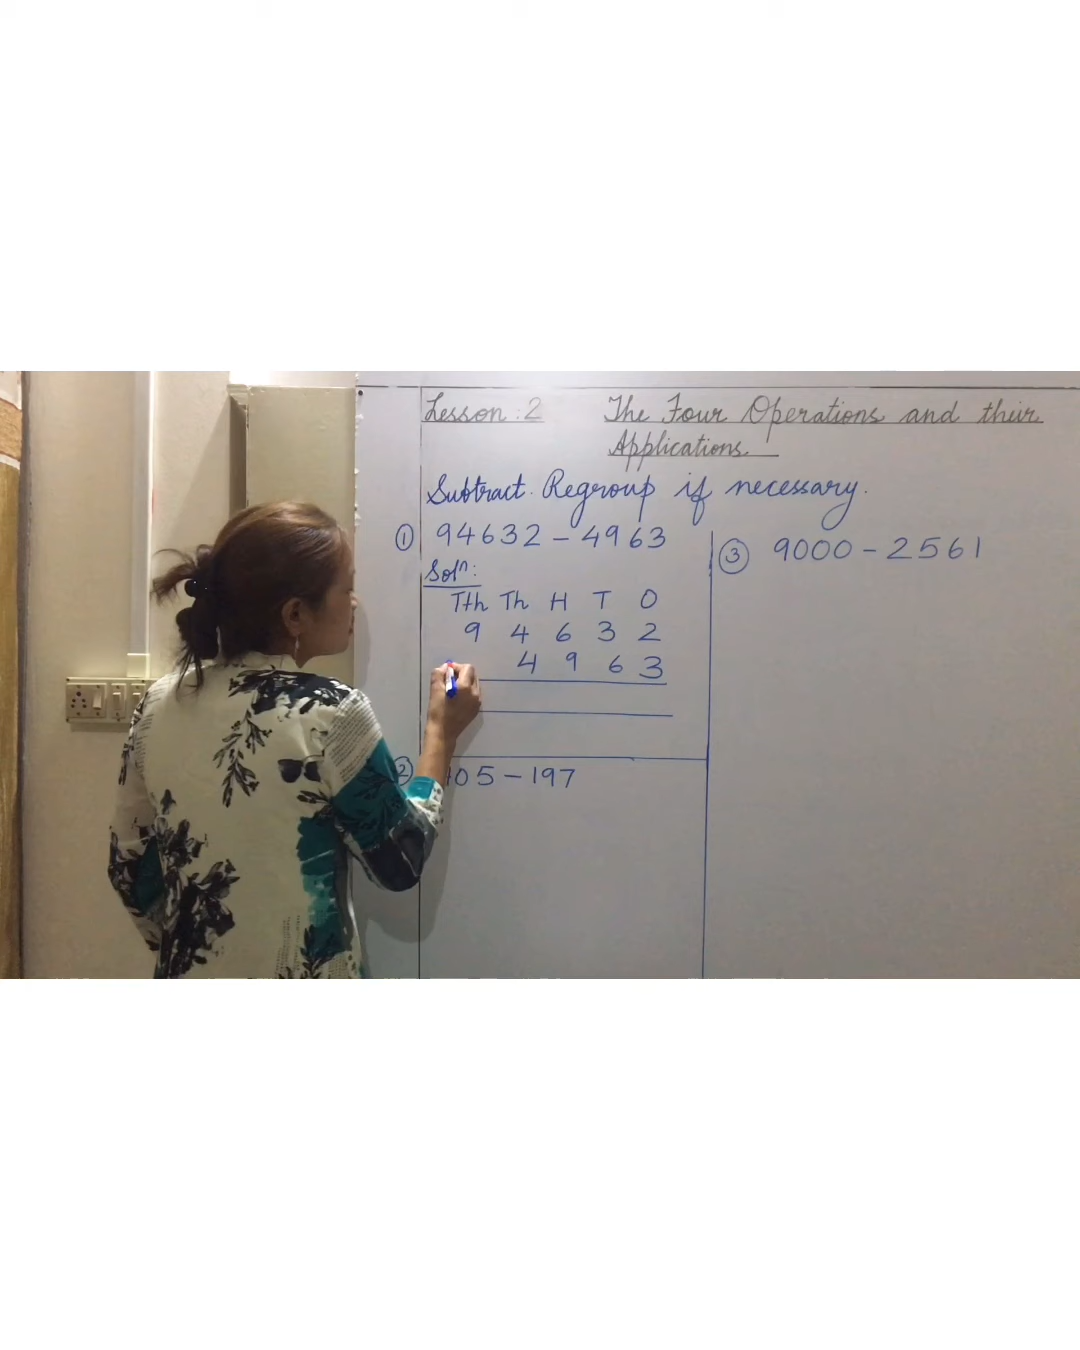 Lesson : 2 The Four Operations and their
Applications
Subtract. Regroup if necessary.
① 94632 – 4963
Solⁿ:
Tth Th H T O
9 4 6 3 2
4 9 6 3
② 05 – 197
③ 9000 – 2561